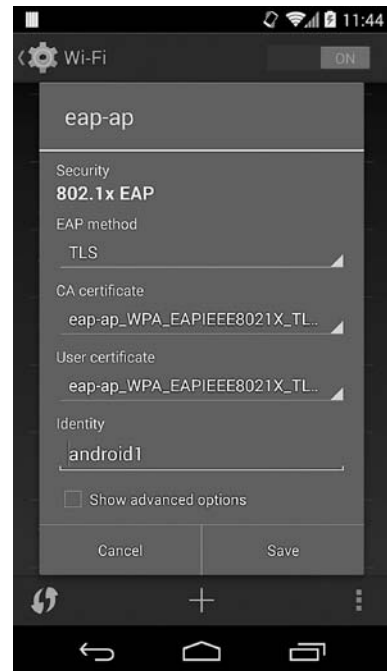 11:44
Wi-Fi
ON
eap-ap
Security
802.1x EAP
EAP method
TLS
CA certificate
eap-ap_WPA_EAPIEEE8021X_TL..
User certificate
eap-ap_WPA_EAPIEEE8021X_TL..
Identity
android1
Show advanced options
Cancel
Save